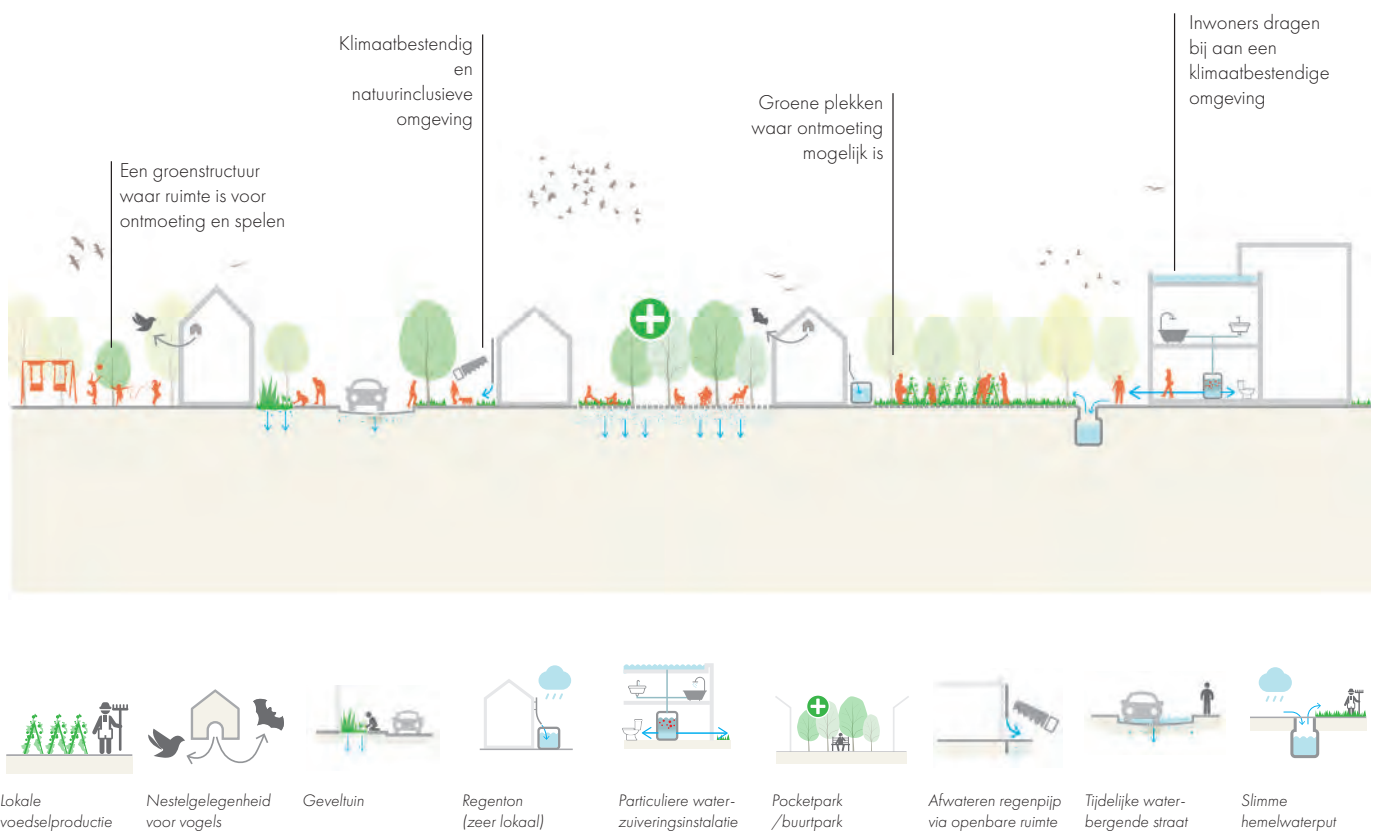 Een groenstructuur
waar ruimte is voor
ontmoeting en spelen
Klimaatbestendig
en
natuurinclusieve
omgeving
Groene plekken
waar ontmoeting
mogelijk is
Inwoners dragen
bij aan een
klimaatbestendige
omgeving
Lokale
voedselproductie
Nestelgelegenheid
voor vogels
Geveltuin
Regenton
(zeer lokaal)
Particuliere water-
zuiveringsinstalatie
Pocketpark
/buurtpark
Afwateren regenpijp
via openbare ruimte
Tijdelijke water-
bergende straat
Slimme
hemelwaterput